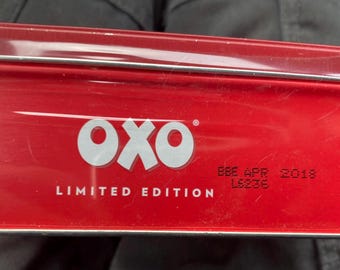 OXO®
LIMITED EDITION
BBE APR 2018
L6236